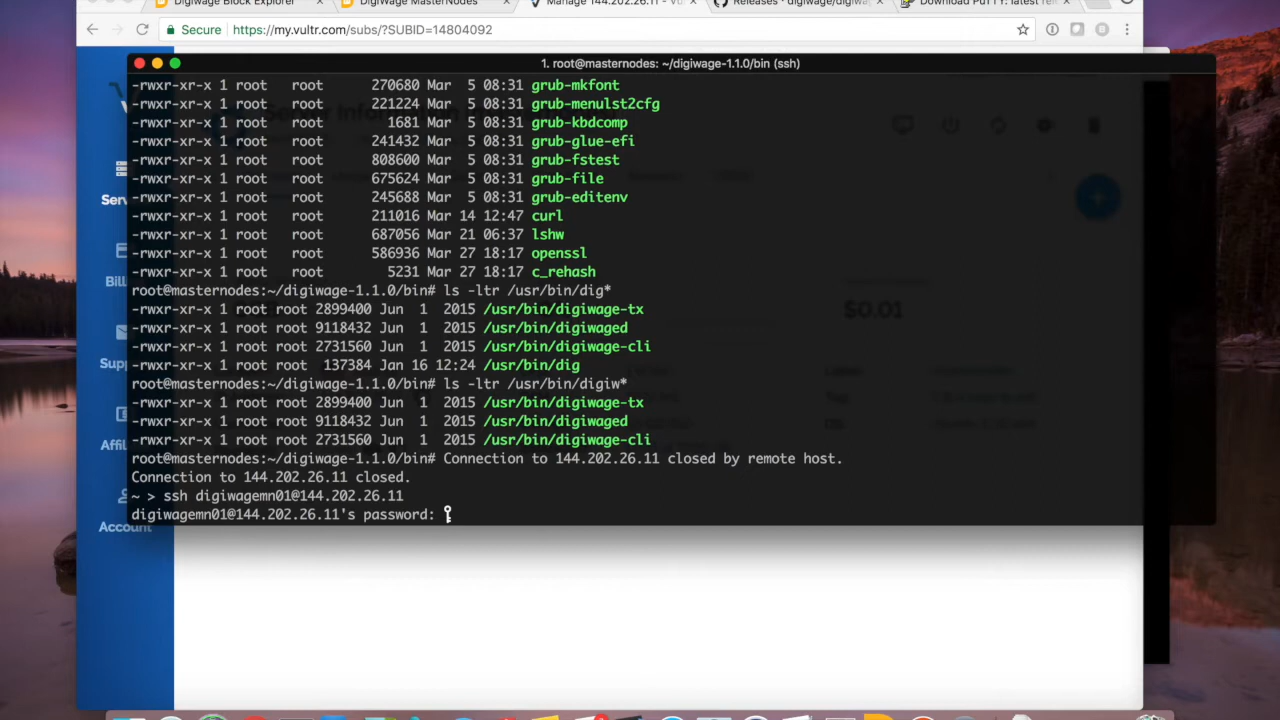 Digiwage Block Explorer
DigiWage MasterNodes
Manage 144.202.26.11 - Vul
Releases · digiwage/digiwa
Download PuTTY: latest rele
Secure https://my.vultr.com/subs/?SUBID=14804092
1. root@masternodes: ~/digiwage-1.1.0/bin (ssh)
-rwxr-xr-x 1 root root 270680 Mar 5 08:31 grub-mkfont
-rwxr-xr-x 1 root root 221224 Mar 5 08:31 grub-menulst2cfg
-rwxr-xr-x 1 root root 1681 Mar 5 08:31 grub-kbdcomp
-rwxr-xr-x 1 root root 241432 Mar 5 08:31 grub-glue-efi
-rwxr-xr-x 1 root root 808600 Mar 5 08:31 grub-fstest
-rwxr-xr-x 1 root root 675624 Mar 5 08:31 grub-file
-rwxr-xr-x 1 root root 245688 Mar 5 08:31 grub-editenv
-rwxr-xr-x 1 root root 211016 Mar 14 12:47 curl
-rwxr-xr-x 1 root root 687056 Mar 21 06:37 lshw
-rwxr-xr-x 1 root root 586936 Mar 27 18:17 openssl
-rwxr-xr-x 1 root root 5231 Mar 27 18:17 c_rehash
root@masternodes:~/digiwage-1.1.0/bin# ls -ltr /usr/bin/dig*
-rwxr-xr-x 1 root root 2899400 Jun 1 2015 /usr/bin/digiwage-tx
-rwxr-xr-x 1 root root 9118432 Jun 1 2015 /usr/bin/digiwaged
-rwxr-xr-x 1 root root 2731560 Jun 1 2015 /usr/bin/digiwage-cli
-rwxr-xr-x 1 root root 137384 Jan 16 12:24 /usr/bin/dig
root@masternodes:~/digiwage-1.1.0/bin# ls -ltr /usr/bin/digiw*
-rwxr-xr-x 1 root root 2899400 Jun 1 2015 /usr/bin/digiwage-tx
-rwxr-xr-x 1 root root 9118432 Jun 1 2015 /usr/bin/digiwaged
-rwxr-xr-x 1 root root 2731560 Jun 1 2015 /usr/bin/digiwage-cli
root@masternodes:~/digiwage-1.1.0/bin# Connection to 144.202.26.11 closed by remote host.
Connection to 144.202.26.11 closed.
~ > ssh digiwagemn01@144.202.26.11
digiwagemn01@144.202.26.11's password:
Serv
Bill
Supp
Affil
Account
$0.01